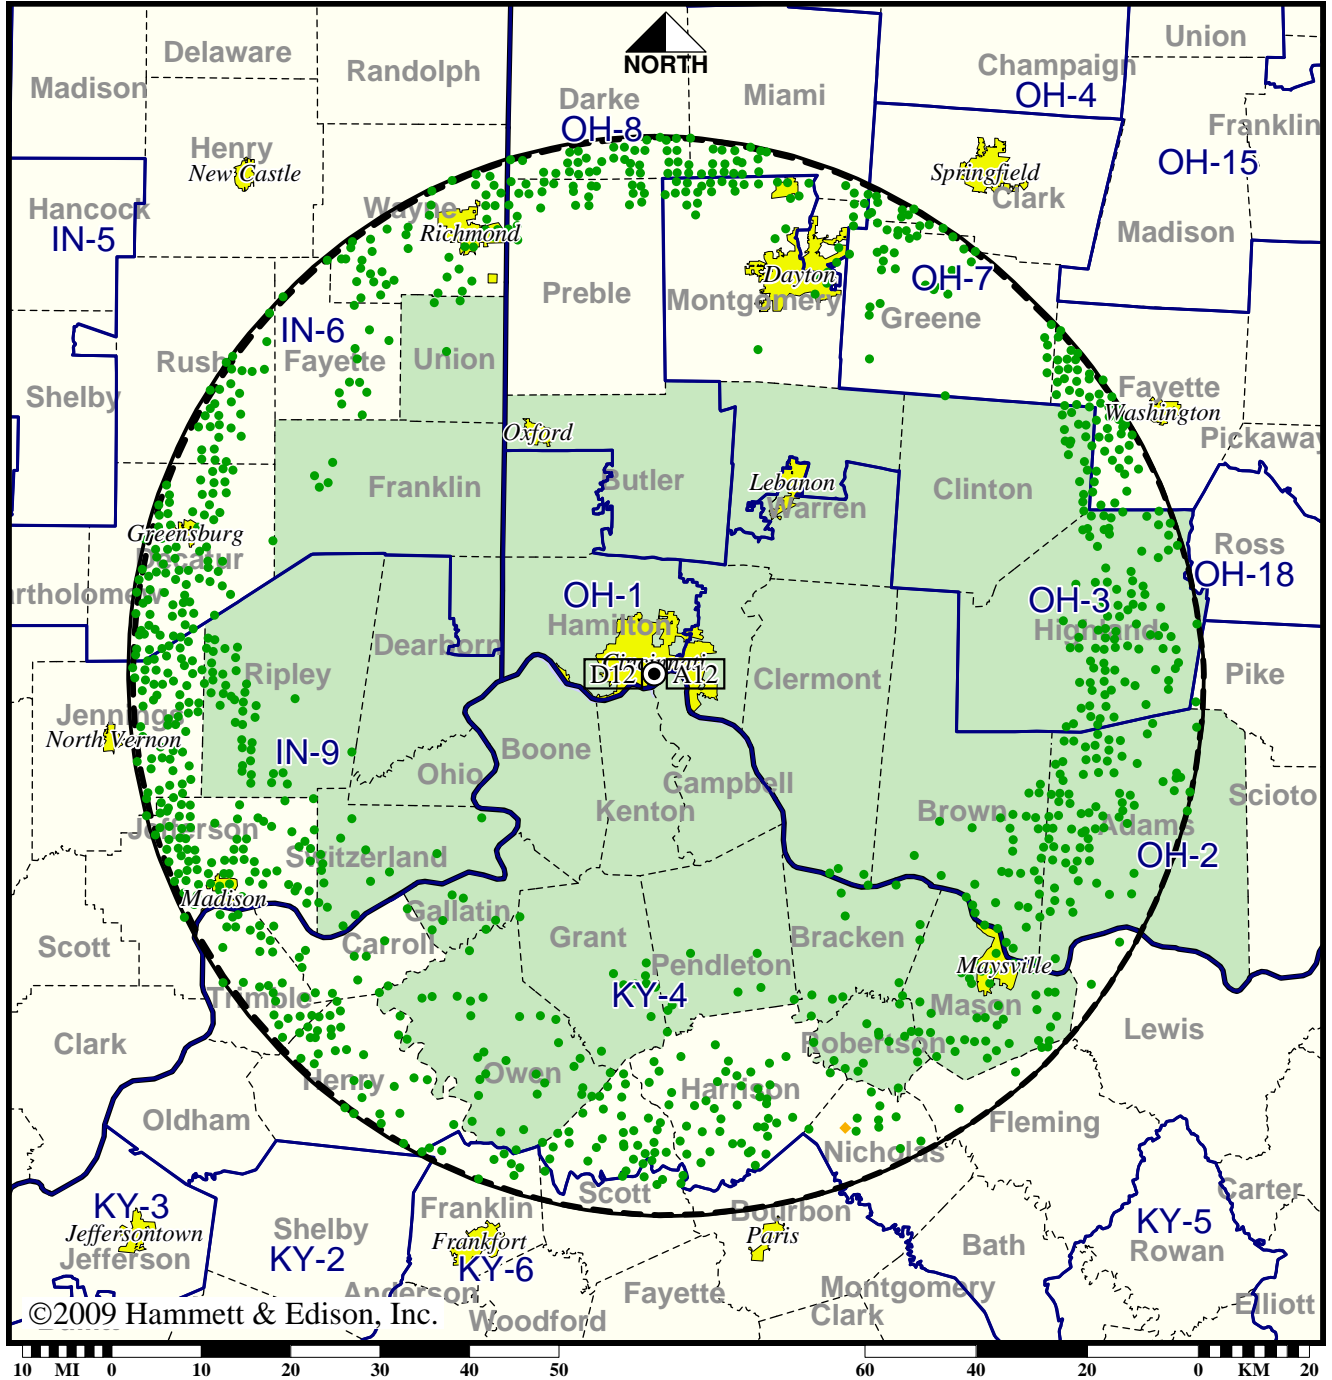 NORTH
Delaware
Randolph
Madison
Darke
OH-8
Miami
Champaign
OH-4
Union
Franklin
OH-15
Henry
New Castle
Springfield
Clark
Madison
Hancock
IN-5
Wayne
Richmond
Dayton
OH-7
Preble
Montgomery
Greene
IN-6
Rush
Fayette
Union
Shelby
Fayette
Washington
Pickaway
Oxford
Butler
Lebanon
Warren
Clinton
Franklin
Greensburg
Decatur
Ross
OH-18
OH-1
Hamilton
OH-3
Highland
Dearborn
Ripley
Cincinnati
D12
A12
Clermont
Pike
Jennings
North Vernon
IN-9
Boone
Ohio
Campbell
Kenton
Brown
Adams
Scioto
OH-2
Jefferson
Switzerland
Madison
Gallatin
Carroll
Scott
Grant
Bracken
Pendleton
Maysville
KY-4
Mason
Trimble
Clark
Lewis
Robertson
Owen
Henry
Harrison
Oldham
Fleming
Nicholas
KY-3
Jeffersontown
Jefferson
Shelby
KY-2
Franklin
Frankfort
KY-6
Scott
Bourbon
Paris
Carter
KY-5
Rowan
Bath
Anderson
Woodford
Fayette
Montgomery
Clark
Elliott
©2009 Hammett & Edison, Inc.
10 MI 0 10 20 30 40 50
60 40 20 0 KM 20